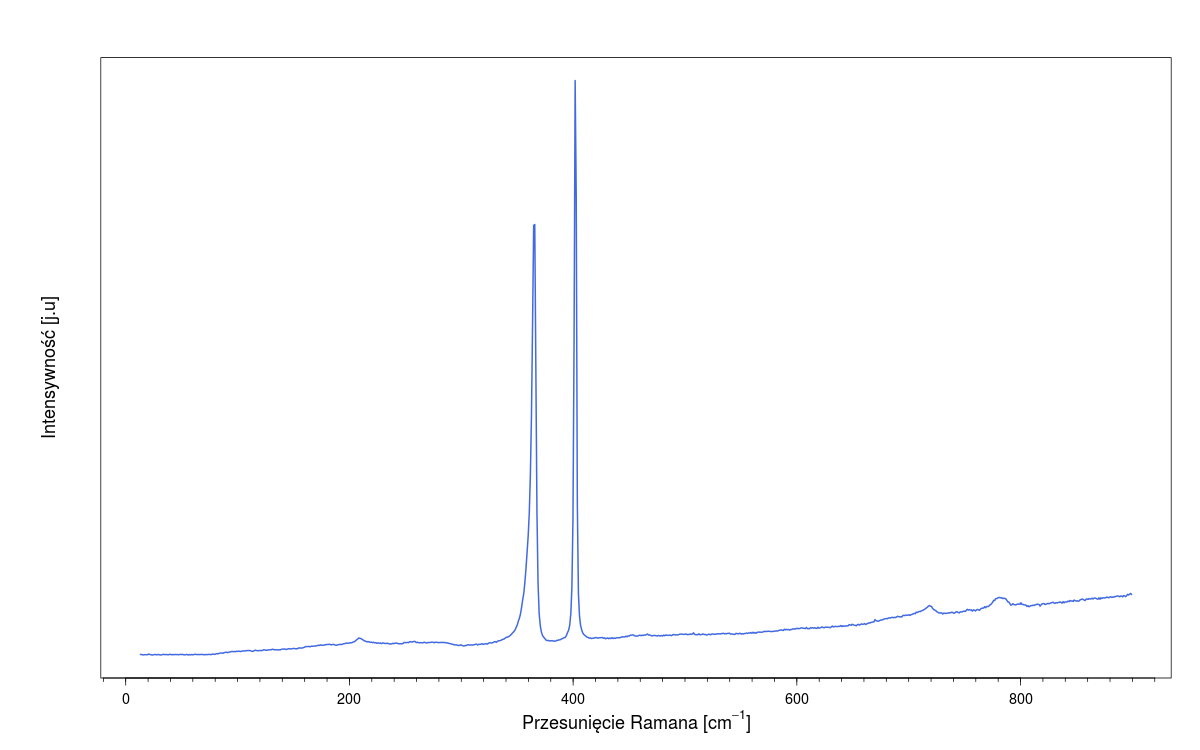 Intensywność [j.u]
0 200 400 600 800
Przesunięcie Ramana [cm⁻¹]